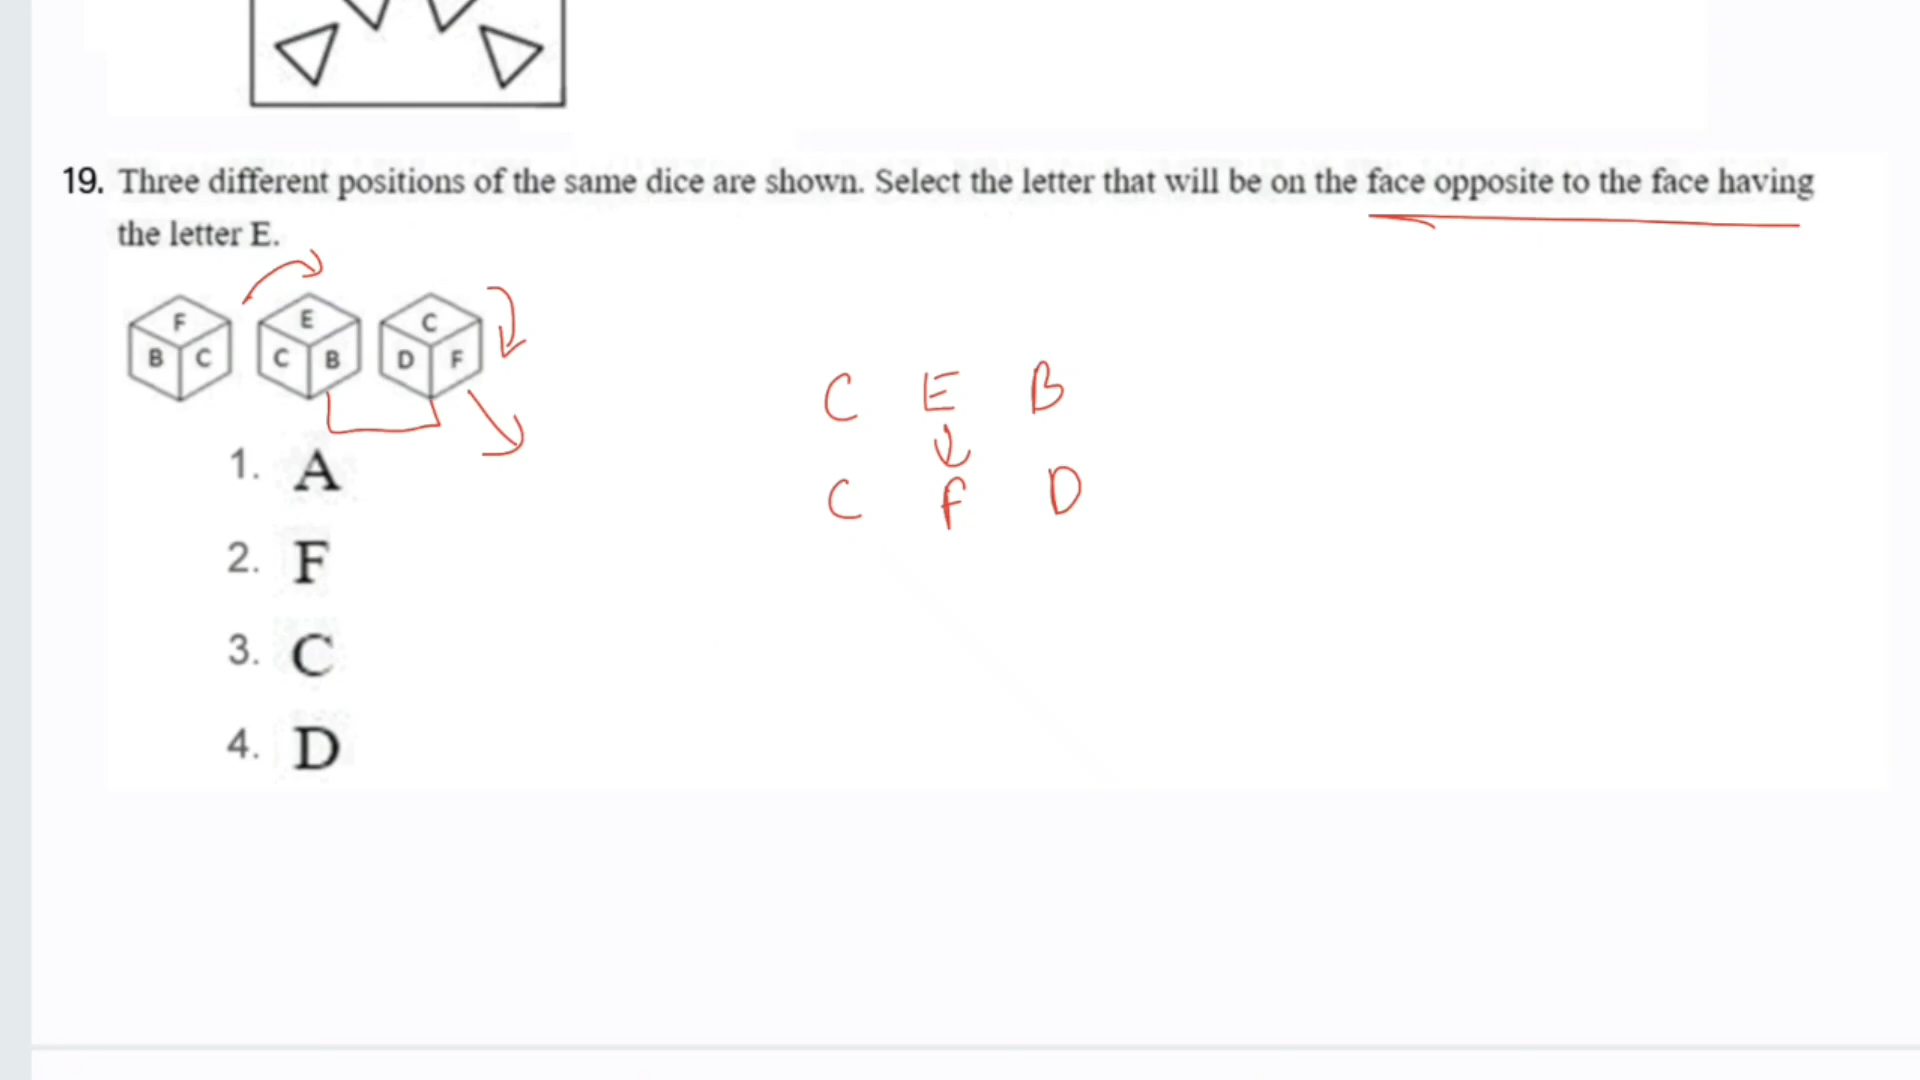 19. Three different positions of the same dice are shown. Select the letter that will be on the face opposite to the face having
the letter E.
F
B C
E
C B
C
D F
C E B
C F D
1. A
2. F
3. C
4. D